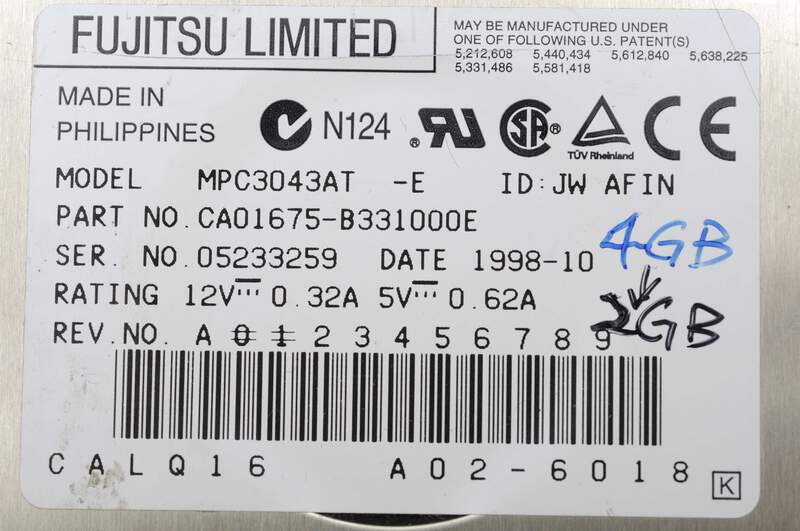 FUJITSU LIMITED
MAY BE MANUFACTURED UNDER
ONE OF FOLLOWING U.S. PATENT(S)
5,212,608 5,440,434 5,612,840 5,638,225
5,331,486 5,581,418
MADE IN
PHILIPPINES
N124
SA
TÜV Rheinland
CE
MODEL MPC3043AT -E ID:JW AFIN
PART NO. CA01675-B331000E
SER. NO. 05233259 DATE 1998-10
4GB
RATING 12V⎓ 0.32A 5V⎓ 0.62A
2GB
REV.NO. A 0 1 2 3 4 5 6 7 8 9
CALQ16 A02-6018
K